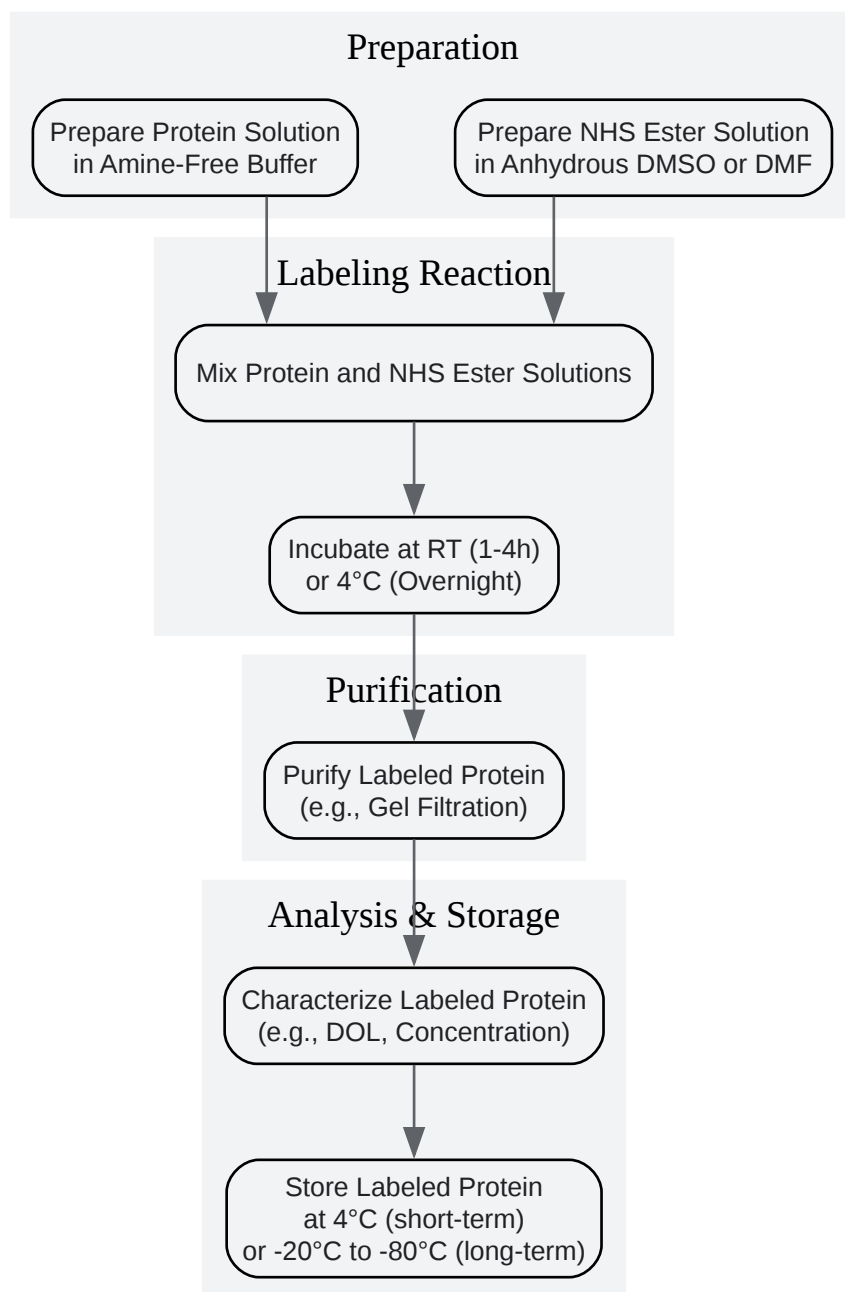 Preparation
Prepare Protein Solution
in Amine-Free Buffer
Prepare NHS Ester Solution
in Anhydrous DMSO or DMF
Labeling Reaction
Mix Protein and NHS Ester Solutions
Incubate at RT (1-4h)
or 4°C (Overnight)
Purification
Purify Labeled Protein
(e.g., Gel Filtration)
Analysis & Storage
Characterize Labeled Protein
(e.g., DOL, Concentration)
Store Labeled Protein
at 4°C (short-term)
or -20°C to -80°C (long-term)